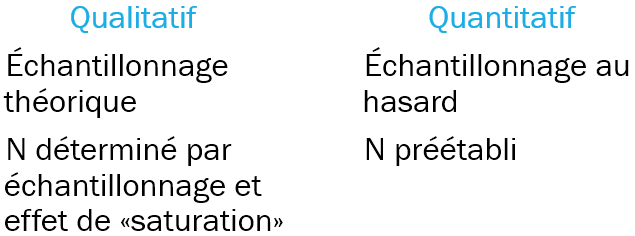 Qualitatif
Échantillonnage
théorique
N déterminé par
échantillonnage et
effet de «saturation»
Quantitatif
Échantillonnage au
hasard
N préétabli